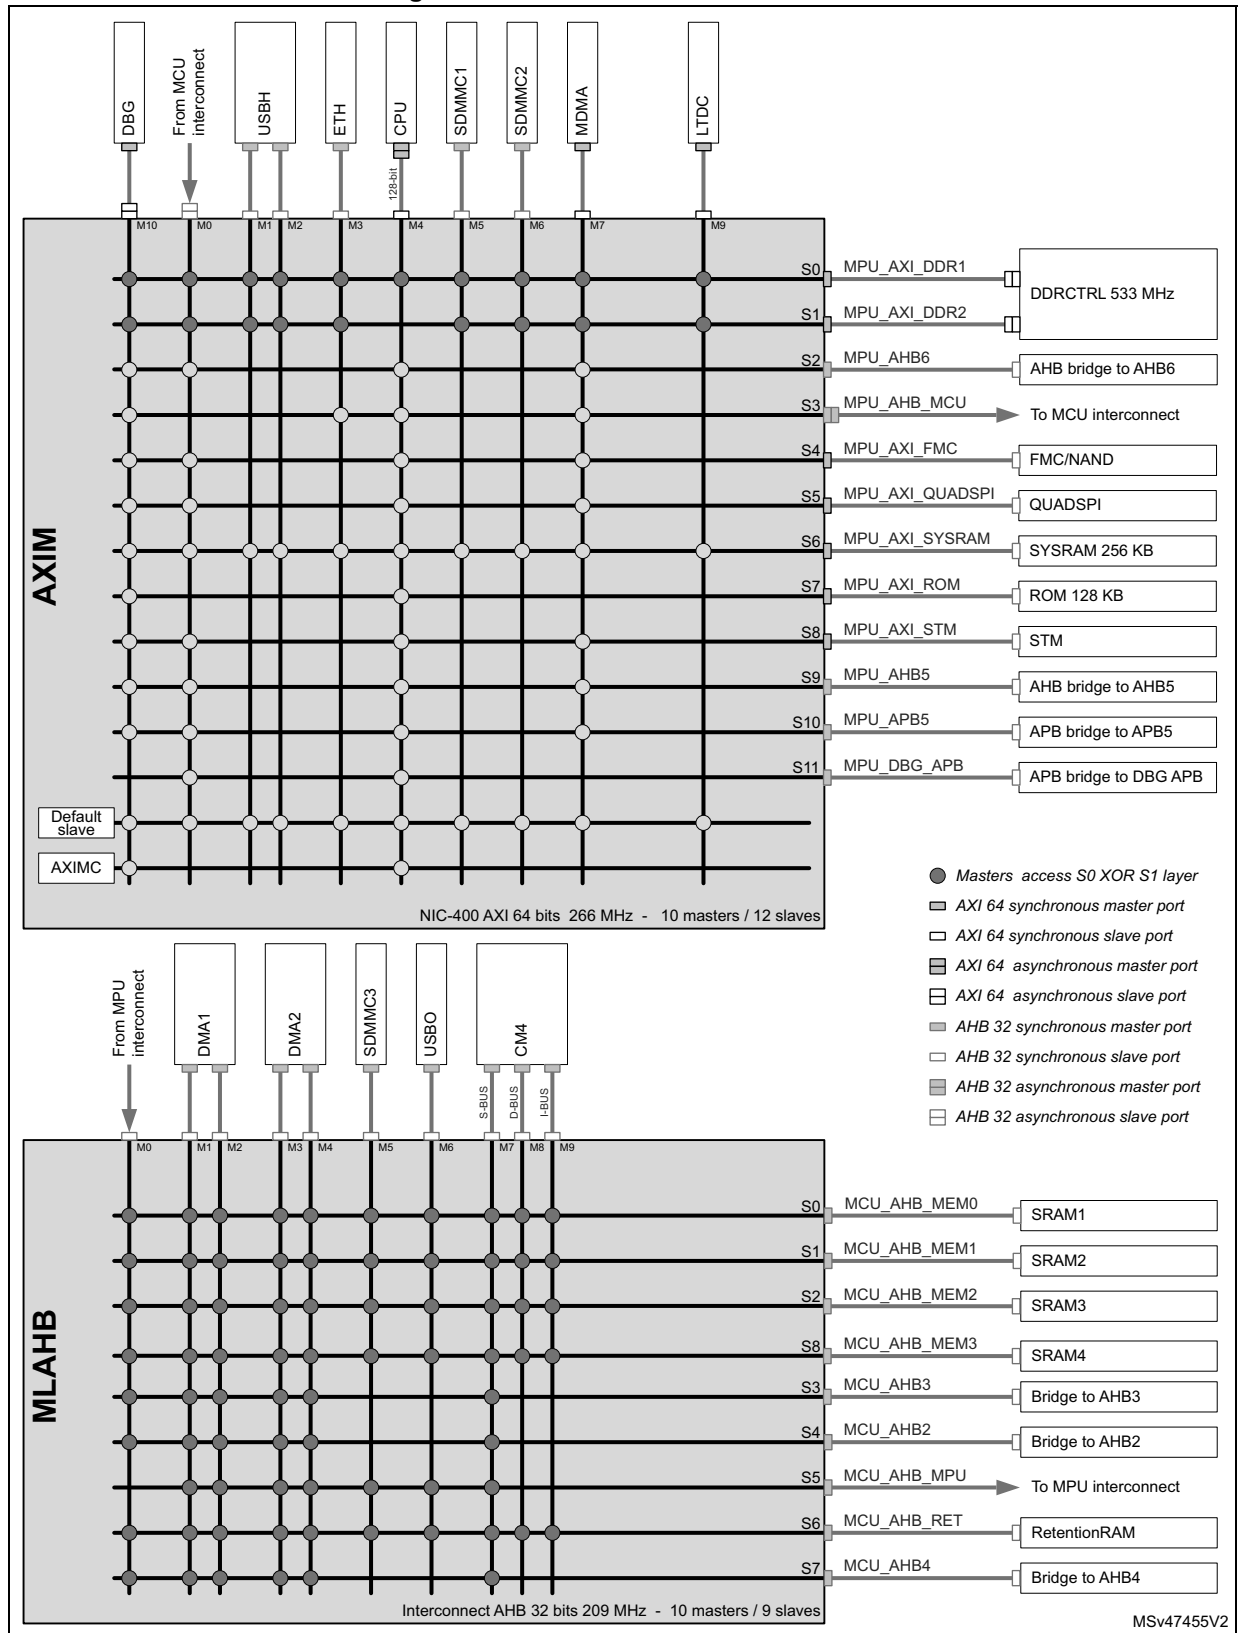 DBG
From MCU
interconnect
USBH
ETH
CPU
SDMMC1
SDMMC2
MDMA
LTDC
128-bit
M10 M0 M1 M2 M3 M4 M5 M6 M7 M9
S0 MPU_AXI_DDR1
DDRCTRL 533 MHz
S1 MPU_AXI_DDR2
S2 MPU_AHB6 AHB bridge to AHB6
S3 MPU_AHB_MCU To MCU interconnect
S4 MPU_AXI_FMC FMC/NAND
S5 MPU_AXI_QUADSPI QUADSPI
S6 MPU_AXI_SYSRAM SYSRAM 256 KB
AXIM
S7 MPU_AXI_ROM ROM 128 KB
S8 MPU_AXI_STM STM
S9 MPU_AHB5 AHB bridge to AHB5
S10 MPU_APB5 APB bridge to APB5
S11 MPU_DBG_APB APB bridge to DBG APB
Default
slave
AXIMC
NIC-400 AXI 64 bits 266 MHz - 10 masters / 12 slaves
Masters access S0 XOR S1 layer
AXI 64 synchronous master port
AXI 64 synchronous slave port
AXI 64 asynchronous master port
AXI 64 asynchronous slave port
AHB 32 synchronous master port
AHB 32 synchronous slave port
AHB 32 asynchronous master port
AHB 32 asynchronous slave port
From MPU
interconnect
DMA1
DMA2
SDMMC3
USBO
CM4
S-BUS
D-BUS
I-BUS
M0 M1 M2 M3 M4 M5 M6 M7 M8 M9
S0 MCU_AHB_MEM0 SRAM1
S1 MCU_AHB_MEM1 SRAM2
S2 MCU_AHB_MEM2 SRAM3
MLAHB
S8 MCU_AHB_MEM3 SRAM4
S3 MCU_AHB3 Bridge to AHB3
S4 MCU_AHB2 Bridge to AHB2
S5 MCU_AHB_MPU To MPU interconnect
S6 MCU_AHB_RET RetentionRAM
S7 MCU_AHB4 Bridge to AHB4
Interconnect AHB 32 bits 209 MHz - 10 masters / 9 slaves
MSv47455V2